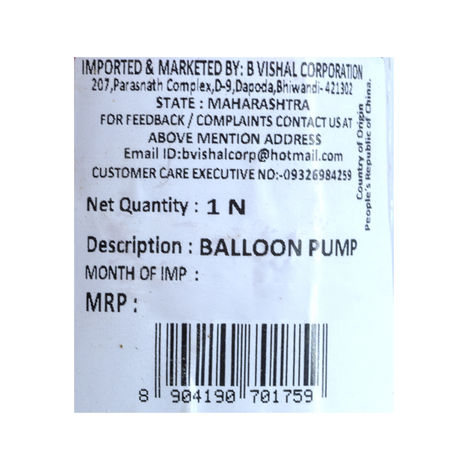 IMPORTED & MARKETED BY: B VISHAL CORPORATION
207,Parasnath Complex,D-9,Dapoda,Bhiwandi- 421302
STATE : MAHARASHTRA
FOR FEEDBACK / COMPLAINTS CONTACT US AT
ABOVE MENTION ADDRESS
Email ID:bvishalcorp@hotmail.com
CUSTOMER CARE EXECUTIVE NO:-09326984259
Country of Origin
People's Republic of China.
Net Quantity : 1 N
Description : BALLOON PUMP
MONTH OF IMP :
MRP :
8 904190 701759